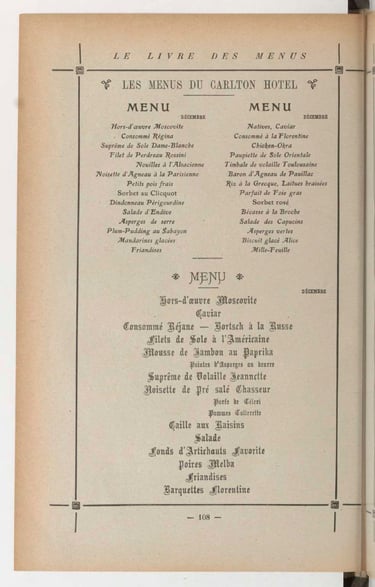 LE LIVRE DES MENUS
LES MENUS DU CARLTON HOTEL
MENU
DÉCEMBRE
Hors-d'œuvre Moscovite
Consommé Régina
Suprême de Sole Dame-Blanche
Filet de Perdreau Rossini
Nouilles à l'Alsacienne
Noisette d'Agneau à la Parisienne
Petits pois frais
Sorbet au Clicquot
Dindonneau Périgourdine
Salade d'Endive
Asperges de serre
Plum-Pudding au Sabayon
Mandarines glacées
Friandises
MENU
DÉCEMBRE
Natives, Caviar
Consommé à la Florentine
Chicken-Okra
Paupiette de Sole Orientale
Timbale de volaille Toulousaine
Baron d'Agneau de Pauillac
Riz à la Grecque, Laitues braisées
Parfait de Foie gras
Sorbet rosé
Bécasse à la Broche
Salade des Capucins
Asperges vertes
Biscuit glacé Alice
Mille-Feuille
MENU
DÉCEMBRE
Hors-d'œuvre Moscovite
Caviar
Consommé Réjane — Bortsch à la Russe
Filets de Sole à l'Américaine
Mousse de Jambon au Paprika
Pointes d'Asperges au beurre
Suprême de Volaille Jeannette
Noisette de Pré salé Chasseur
Purée de Céleri
Pommes Collerette
Caille aux Raisins
Salade
Fonds d'Artichauts Favorite
Poires Melba
Friandises
Barquettes Florentine
— 108 —